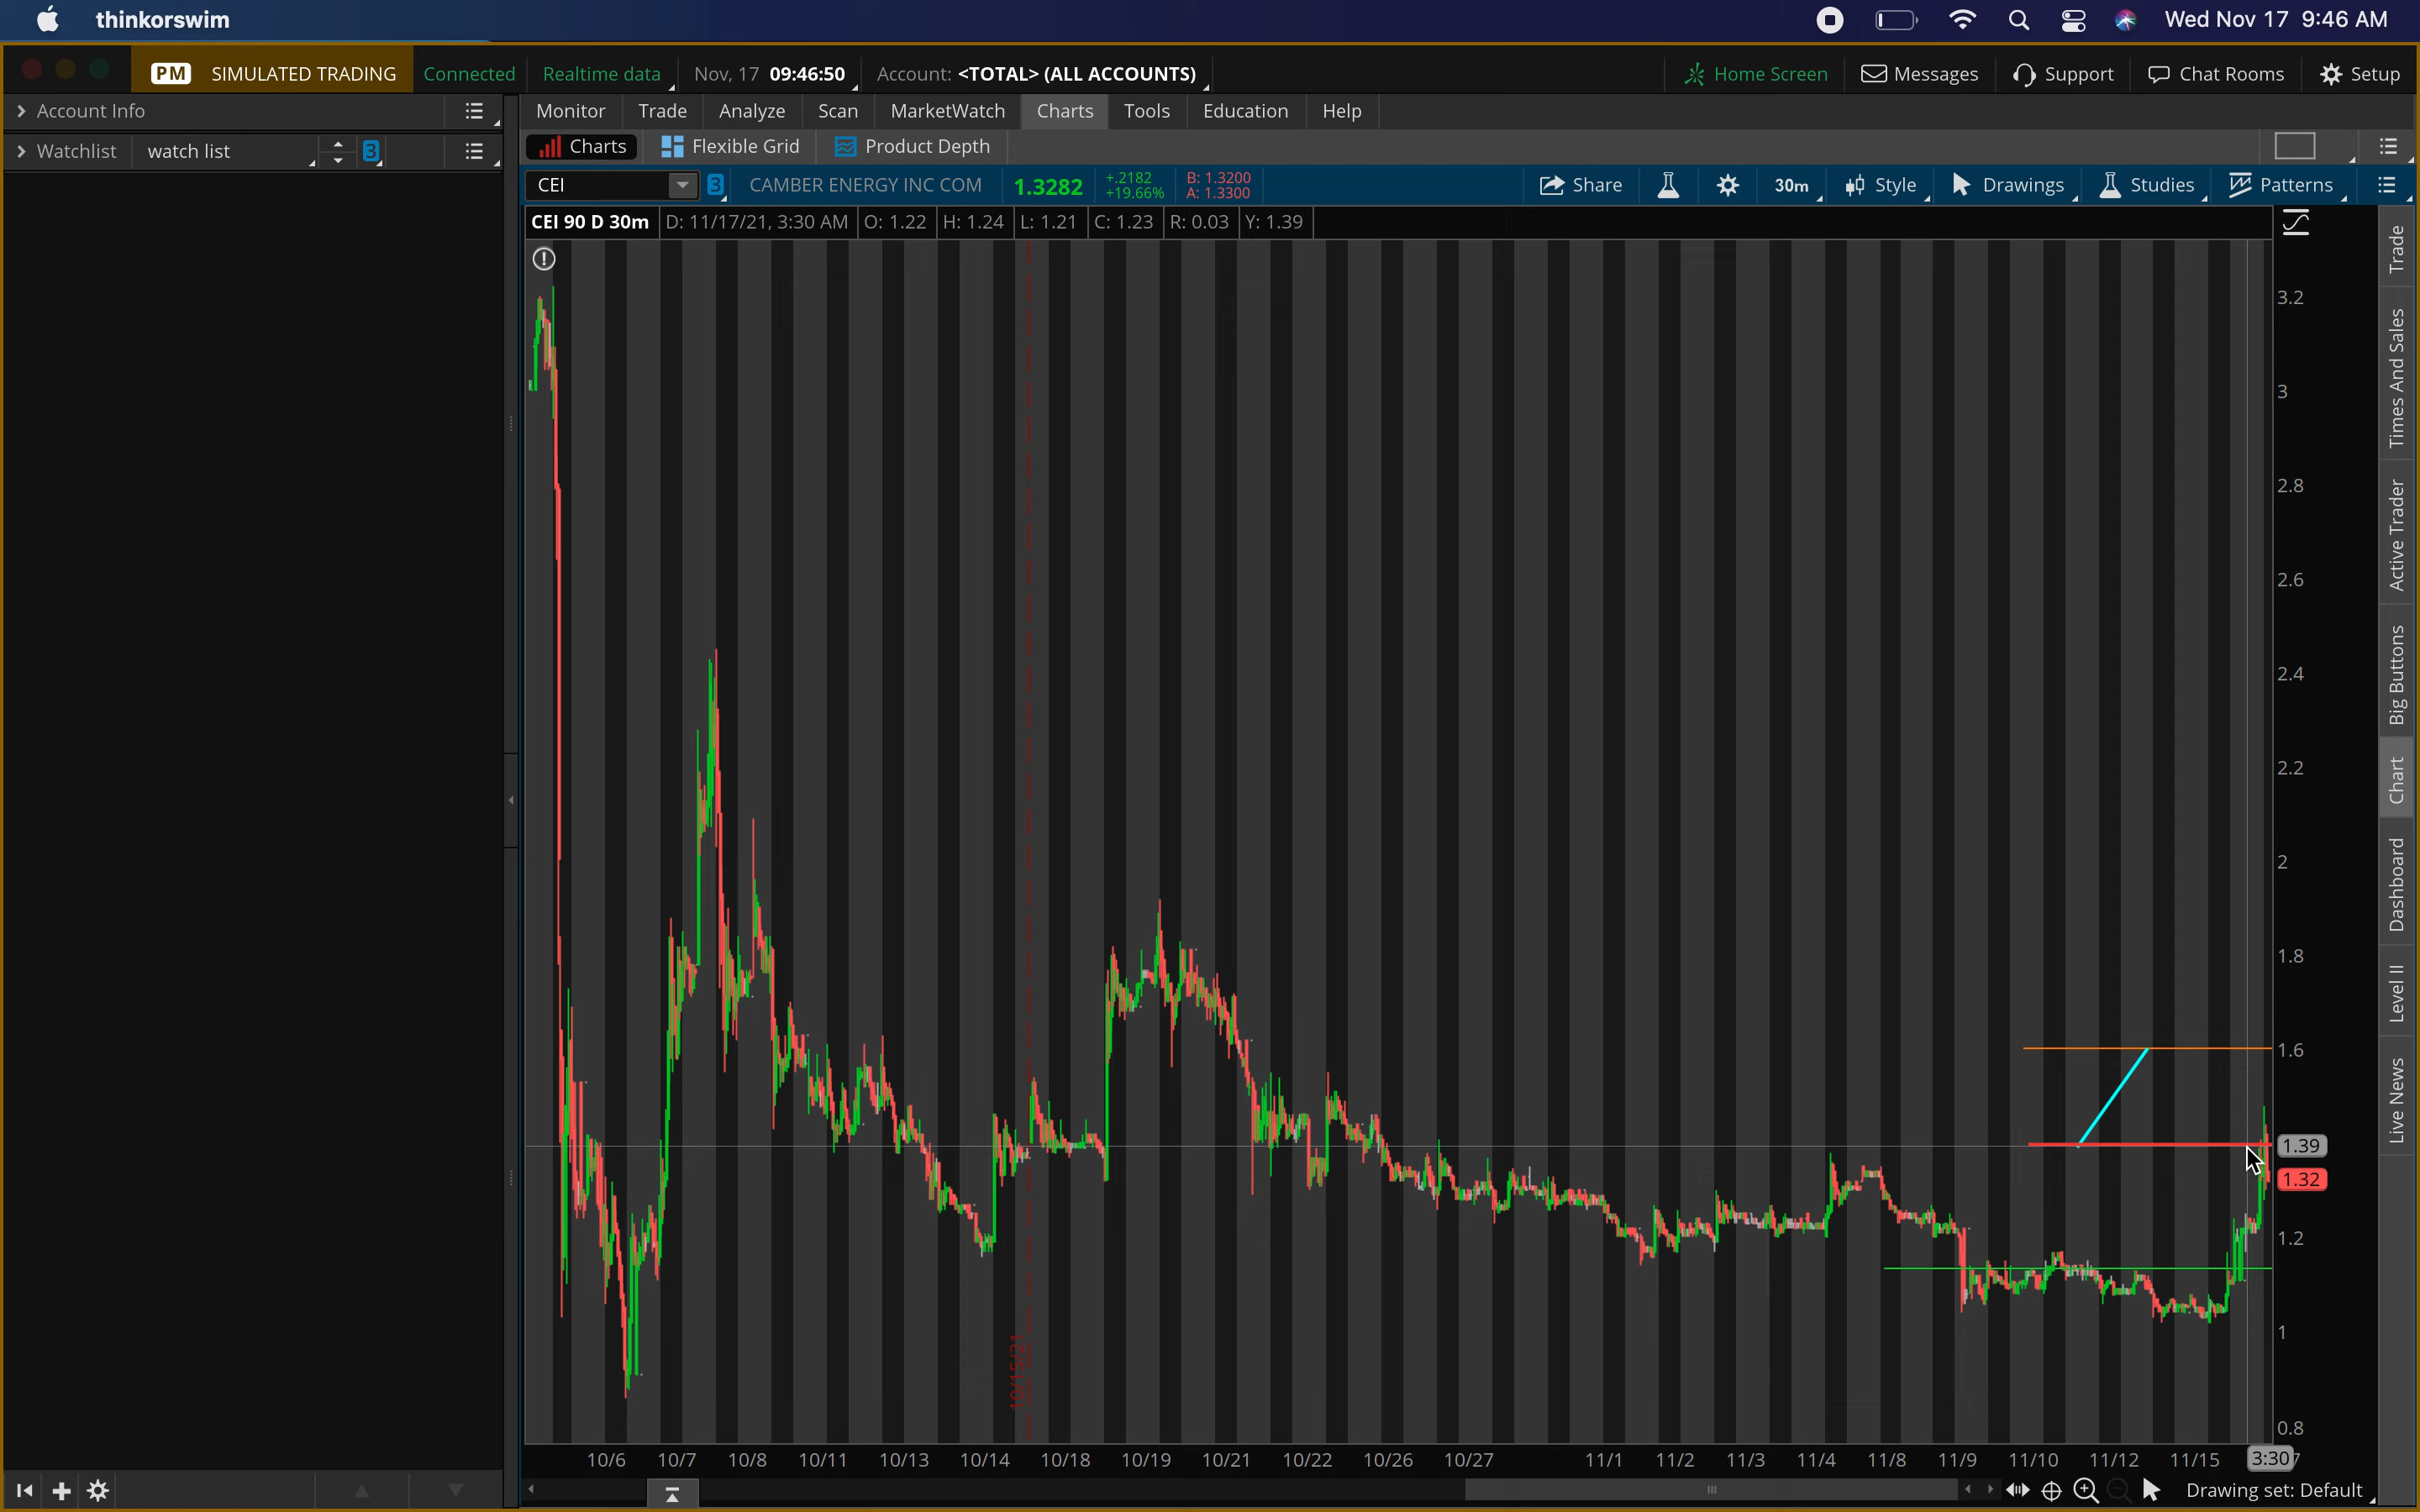 thinkorswim
Wed Nov 17 9:46 AM
PM SIMULATED TRADING Connected Realtime data Nov, 17 09:46:50 Account: <TOTAL> (ALL ACCOUNTS) Home Screen Messages Support Chat Rooms Setup
Account Info
Monitor Trade Analyze Scan MarketWatch Charts Tools Education Help
Watchlist watch list 3
Charts Flexible Grid Product Depth
CEI 3 CAMBER ENERGY INC COM 1.3282 +.2182 +19.66% B: 1.3200 A: 1.3300 Share 30m Style Drawings Studies Patterns
CEI 90 D 30m D: 11/17/21, 3:30 AM O: 1.22 H: 1.24 L: 1.21 C: 1.23 R: 0.03 Y: 1.39
3.2
3
2.8
2.6
2.4
2.2
2
1.8
1.6
1.39
1.32
1.2
1
0.8
10/15/21
Trade
Times And Sales
Active Trader
Big Buttons
Chart
Dashboard
Level II
Live News
10/6 10/7 10/8 10/11 10/13 10/14 10/18 10/19 10/21 10/22 10/26 10/27 11/1 11/2 11/3 11/4 11/8 11/9 11/10 11/12 11/15 3:30
Drawing set: Default